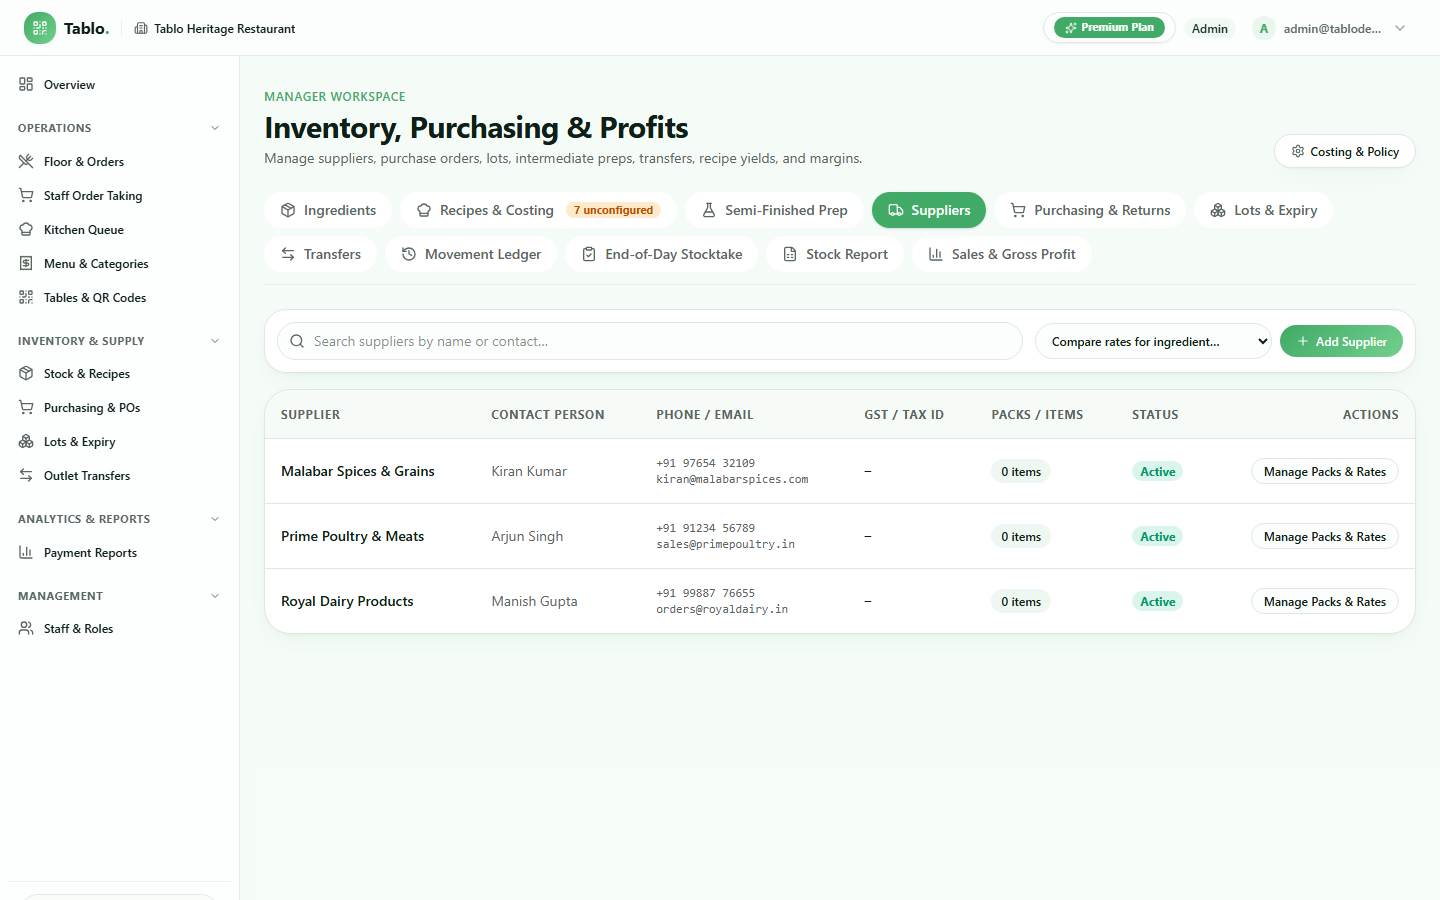 Tablo.
Tablo Heritage Restaurant
Premium Plan
Admin
A
admin@tablode...
Overview
OPERATIONS
Floor & Orders
Staff Order Taking
Kitchen Queue
Menu & Categories
Tables & QR Codes
INVENTORY & SUPPLY
Stock & Recipes
Purchasing & POs
Lots & Expiry
Outlet Transfers
ANALYTICS & REPORTS
Payment Reports
MANAGEMENT
Staff & Roles
MANAGER WORKSPACE
Inventory, Purchasing & Profits
Manage suppliers, purchase orders, lots, intermediate preps, transfers, recipe yields, and margins.
Costing & Policy
Ingredients
Recipes & Costing 7 unconfigured
Semi-Finished Prep
Suppliers
Purchasing & Returns
Lots & Expiry
Transfers
Movement Ledger
End-of-Day Stocktake
Stock Report
Sales & Gross Profit
Search suppliers by name or contact...
Compare rates for ingredient...
Add Supplier
SUPPLIER CONTACT PERSON PHONE / EMAIL GST / TAX ID PACKS / ITEMS STATUS ACTIONS
Malabar Spices & Grains Kiran Kumar +91 97654 32109 – 0 items Active Manage Packs & Rates
kiran@malabarspices.com
Prime Poultry & Meats Arjun Singh +91 91234 56789 – 0 items Active Manage Packs & Rates
sales@primepoultry.in
Royal Dairy Products Manish Gupta +91 99887 76655 – 0 items Active Manage Packs & Rates
orders@royaldairy.in